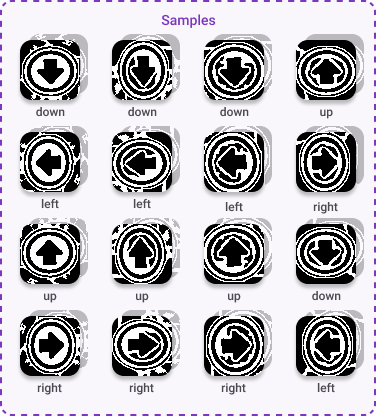 Samples
down down down up
left left left right
up up up down
right right right left